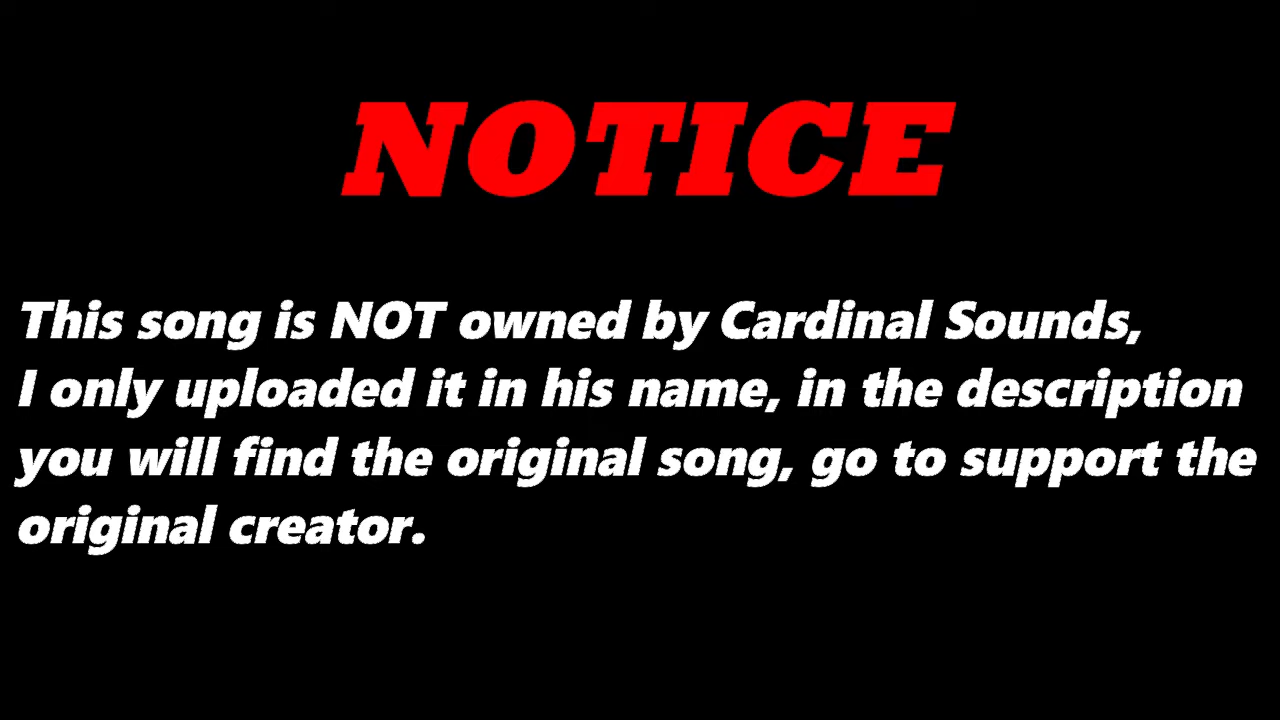 NOTICE
This song is NOT owned by Cardinal Sounds,
I only uploaded it in his name, in the description
you will find the original song, go to support the
original creator.